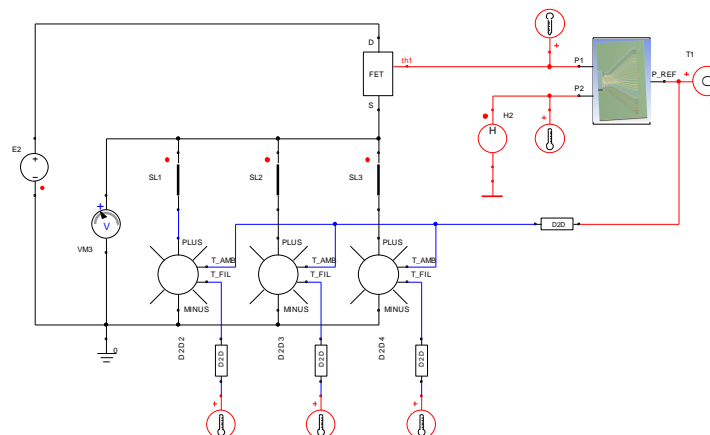 D
FET
th1
S
P1
P2
P_REF
T1
H
H2
E2
V
VM3
SL1
SL2
SL3
PLUS
PLUS
PLUS
T_AMB
T_AMB
T_AMB
T_FIL
T_FIL
T_FIL
MINUS
MINUS
MINUS
D2D
0
D2D2
D2D3
D2D4
D2D
D2D
D2D